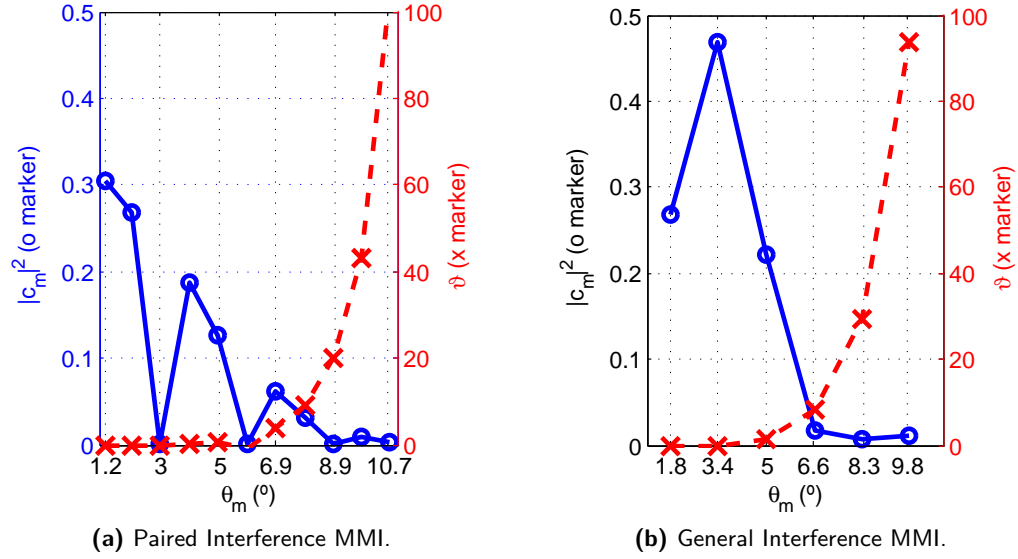 0.5
0.4
0.3
0.2
0.1
0
|c_m|^2 (o marker)
100
80
60
40
20
0
ϑ (x marker)
1.2 3 5 6.9 8.9 10.7
θ_m (º)
(a) Paired Interference MMI.
0.5
0.4
0.3
0.2
0.1
0
|c_m|^2 (o marker)
100
80
60
40
20
0
ϑ (x marker)
1.8 3.4 5 6.6 8.3 9.8
θ_m (º)
(b) General Interference MMI.